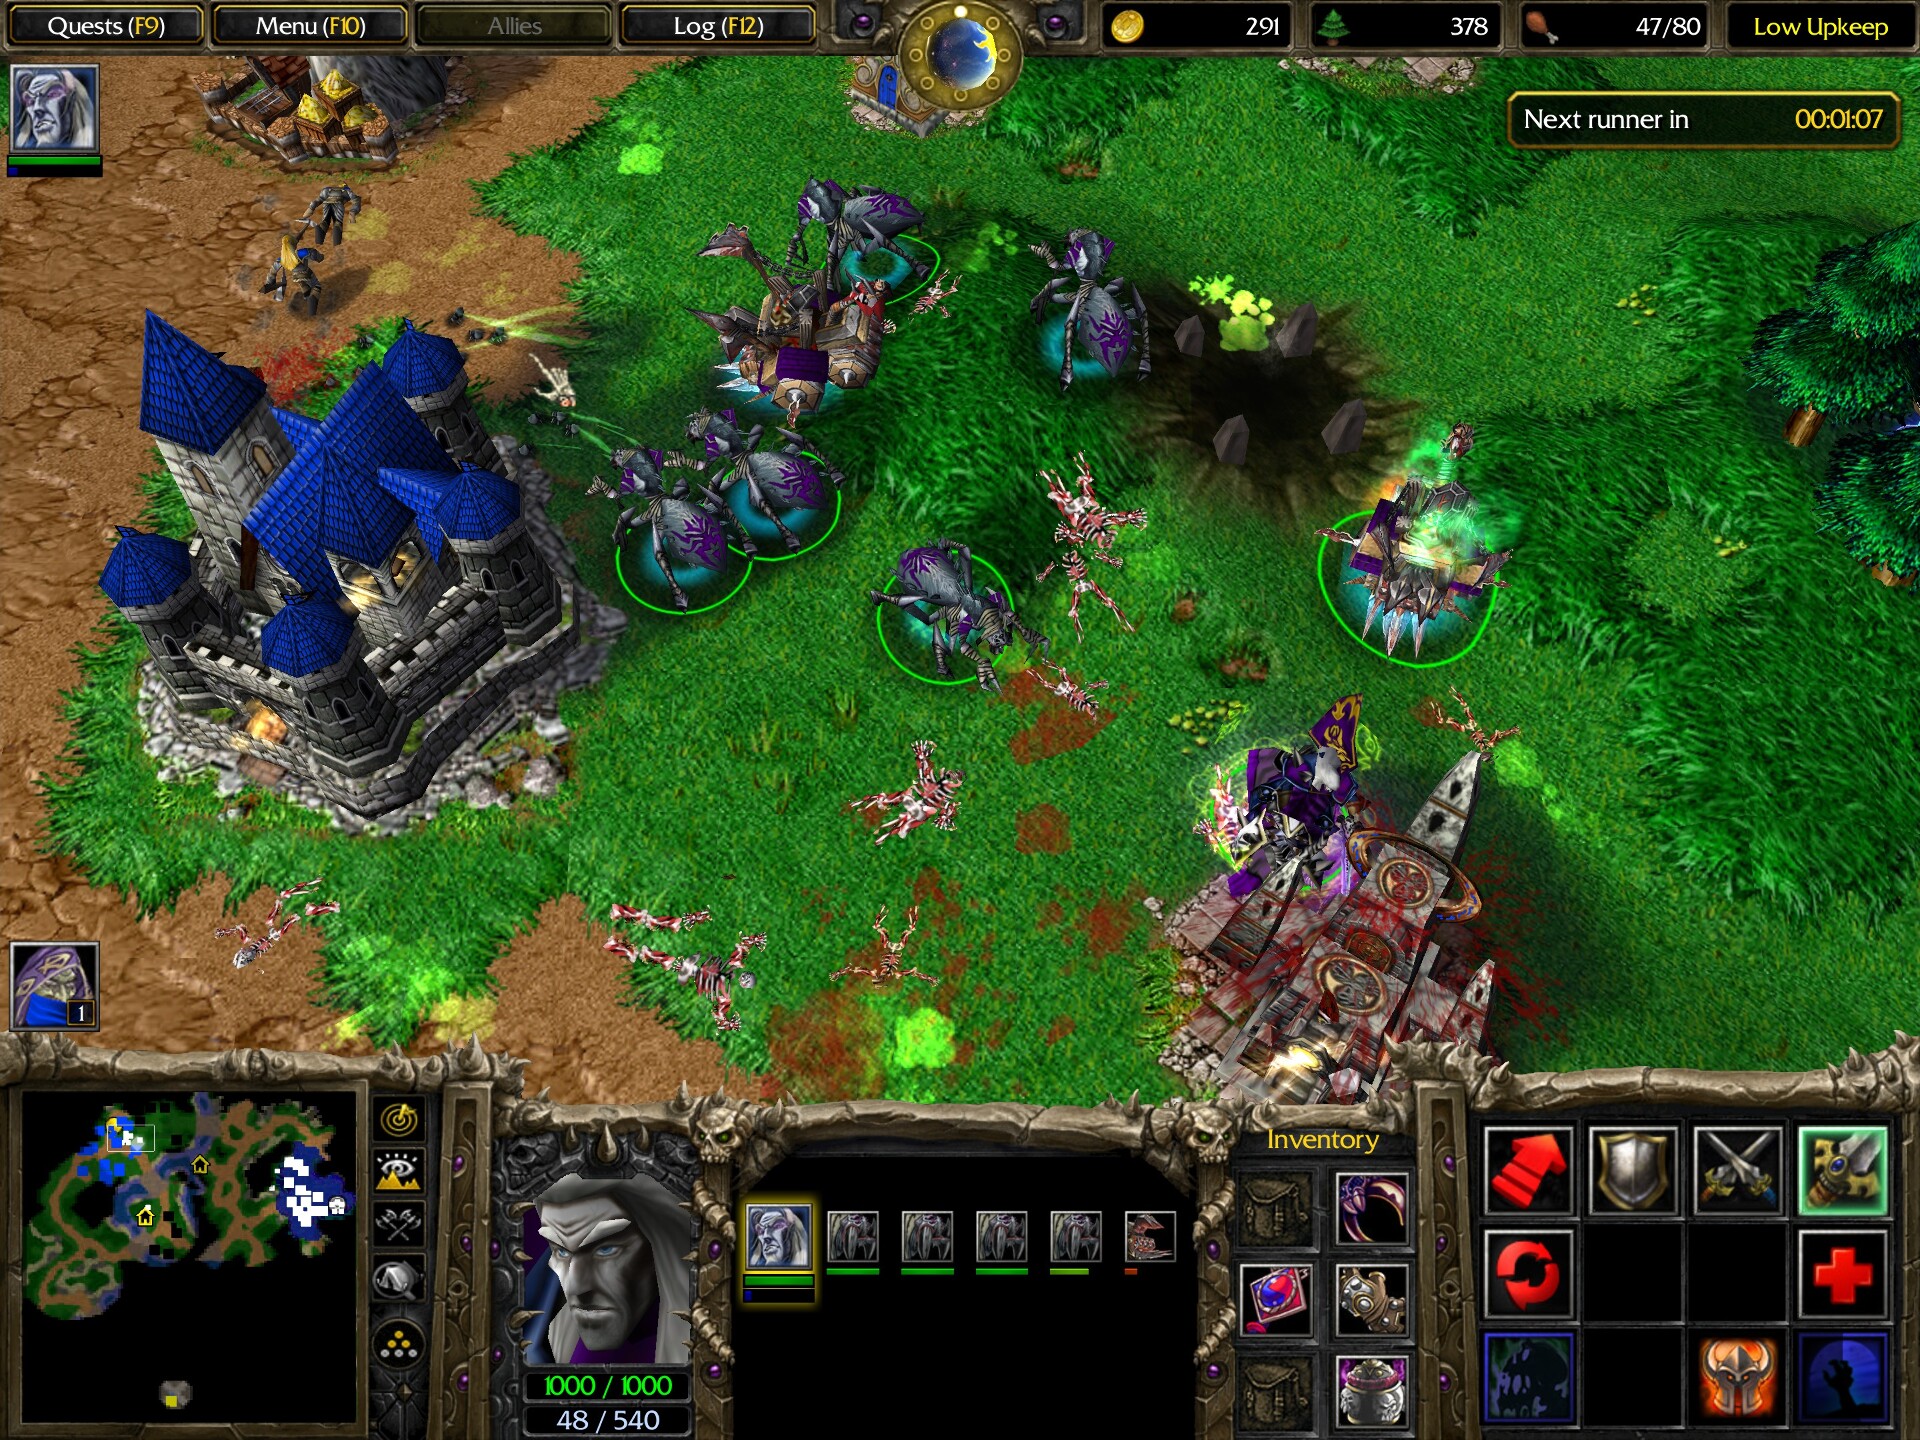 Quests (F9)
Menu (F10)
Allies
Log (F12)
291
378
47/80
Low Upkeep
Next runner in 00:01:07
1
Inventory
1000 / 1000
48 / 540